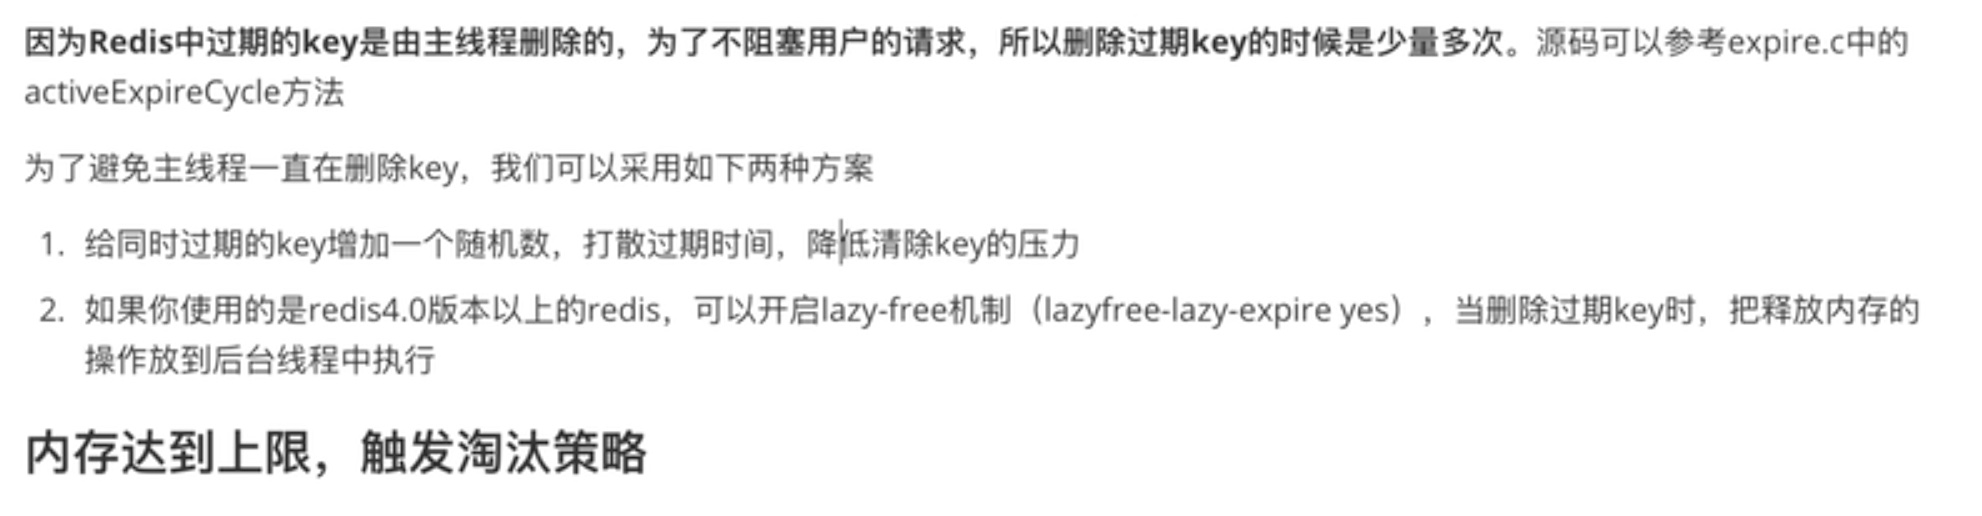 因为Redis中过期的key是由主线程删除的，为了不阻塞用户的请求，所以删除过期key的时候是少量多次。源码可以参考expire.c中的
activeExpireCycle方法
为了避免主线程一直在删除key，我们可以采用如下两种方案
1. 给同时过期的key增加一个随机数，打散过期时间，降低清除key的压力
2. 如果你使用的是redis4.0版本以上的redis，可以开启lazy-free机制（lazyfree-lazy-expire yes），当删除过期key时，把释放内存的
操作放到后台线程中执行
内存达到上限，触发淘汰策略